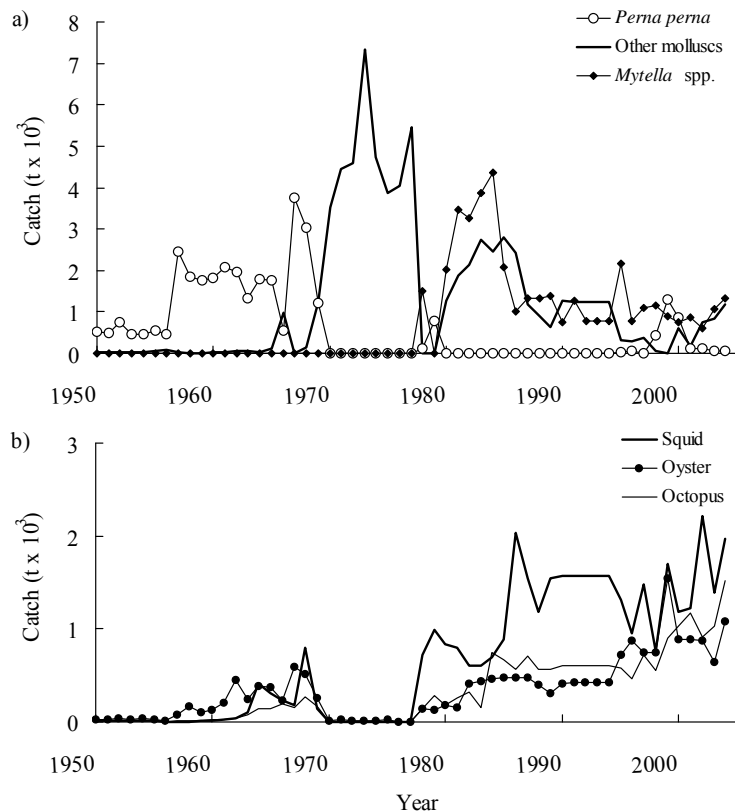 a)
Perna perna
Other molluscs
Mytella spp.
Catch (t x 10³)
8
7
6
5
4
3
2
1
0
1950 1960 1970 1980 1990 2000
b)
Squid
Oyster
Octopus
Catch (t x 10³)
3
2
1
0
1950 1960 1970 1980 1990 2000
Year